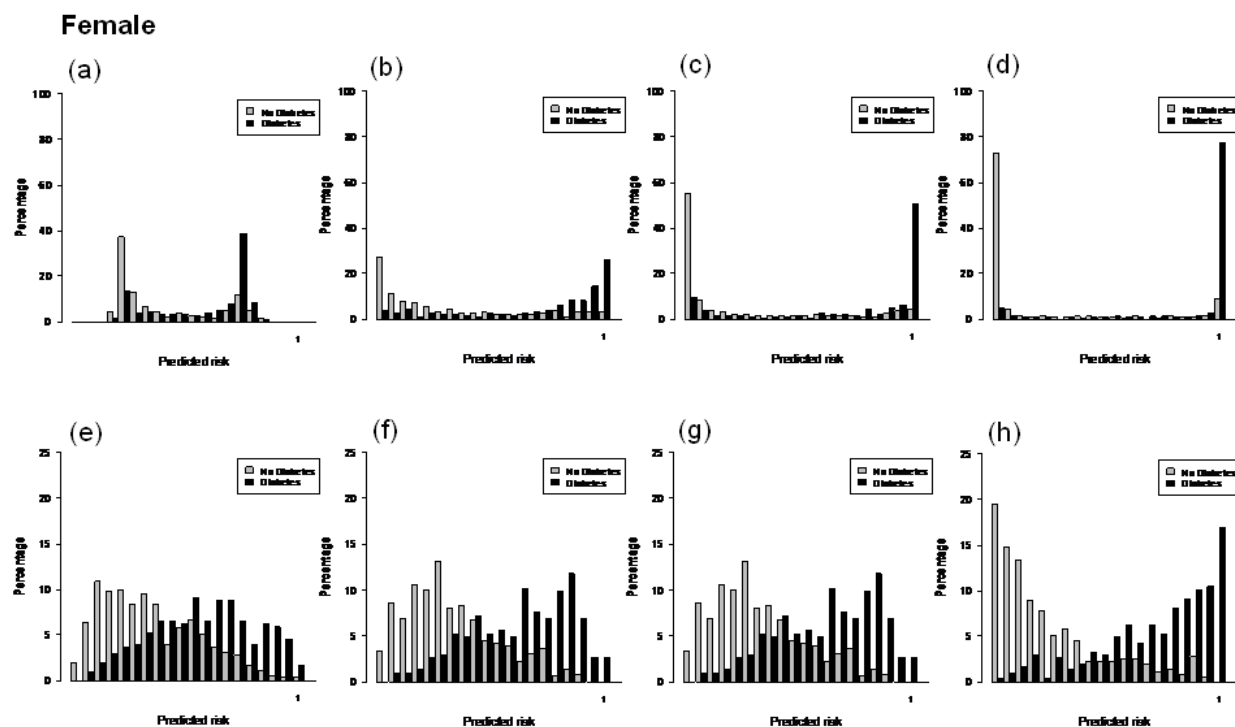 Female
(a)
100
80
60
40
20
0
Percentage
No Diabetes
Diabetes
1
Predicted risk
(b)
100
80
60
40
20
0
Percentage
No Diabetes
Diabetes
1
Predicted risk
(c)
100
80
60
40
20
0
Percentage
No Diabetes
Diabetes
1
Predicted risk
(d)
100
80
60
40
20
0
Percentage
No Diabetes
Diabetes
1
Predicted risk
(e)
25
20
15
10
5
0
Percentage
No Diabetes
Diabetes
1
Predicted risk
(f)
25
20
15
10
5
0
Percentage
No Diabetes
Diabetes
1
Predicted risk
(g)
25
20
15
10
5
0
Percentage
No Diabetes
Diabetes
1
Predicted risk
(h)
25
20
15
10
5
0
Percentage
No Diabetes
Diabetes
1
Predicted risk